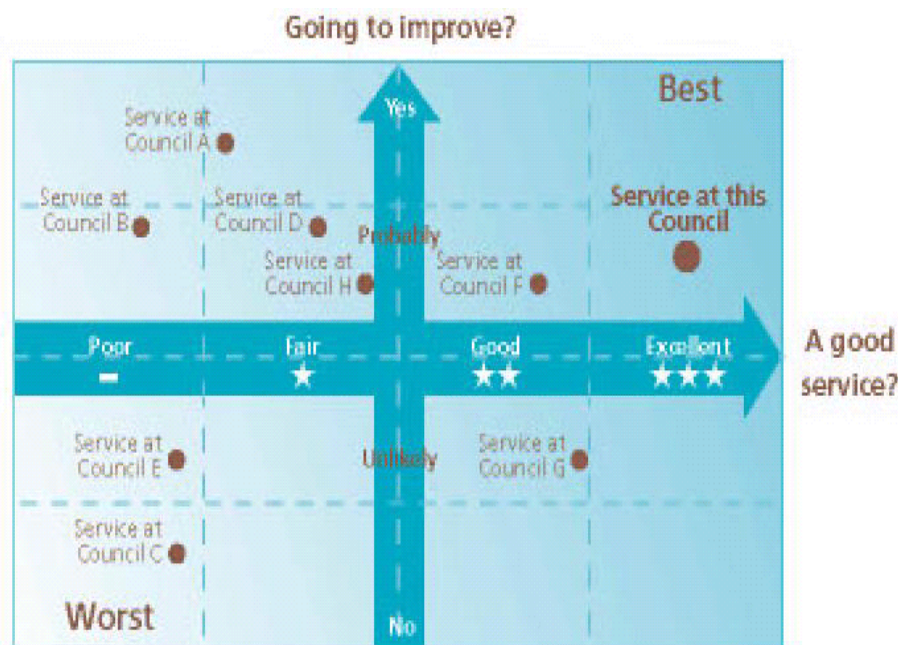 Going to improve?
Best
Yes
Service at
Council A
Service at
Council B
Service at
Council D
Service at this
Council
Probably
Service at
Council H
Service at
Council F
Poor
Fair
Good
Excellent
A good
service?
Service at
Council E
Unlikely
Service at
Council G
Service at
Council C
Worst
No